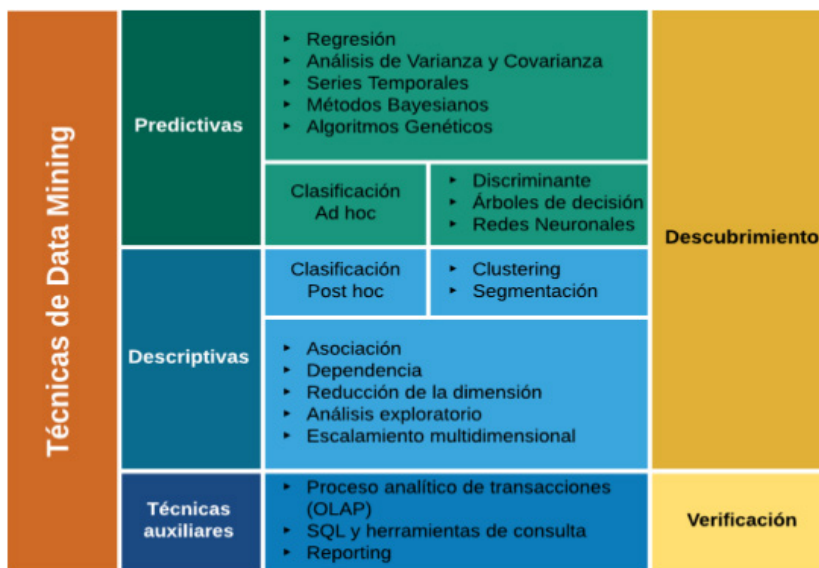 Técnicas de Data Mining
Predictivas
‣ Regresión
‣ Análisis de Varianza y Covarianza
‣ Series Temporales
‣ Métodos Bayesianos
‣ Algoritmos Genéticos
Clasificación
Ad hoc
‣ Discriminante
‣ Árboles de decisión
‣ Redes Neuronales
Descubrimiento
Descriptivas
Clasificación
Post hoc
‣ Clustering
‣ Segmentación
‣ Asociación
‣ Dependencia
‣ Reducción de la dimensión
‣ Análisis exploratorio
‣ Escalamiento multidimensional
Técnicas
auxiliares
‣ Proceso analítico de transacciones
(OLAP)
‣ SQL y herramientas de consulta
‣ Reporting
Verificación